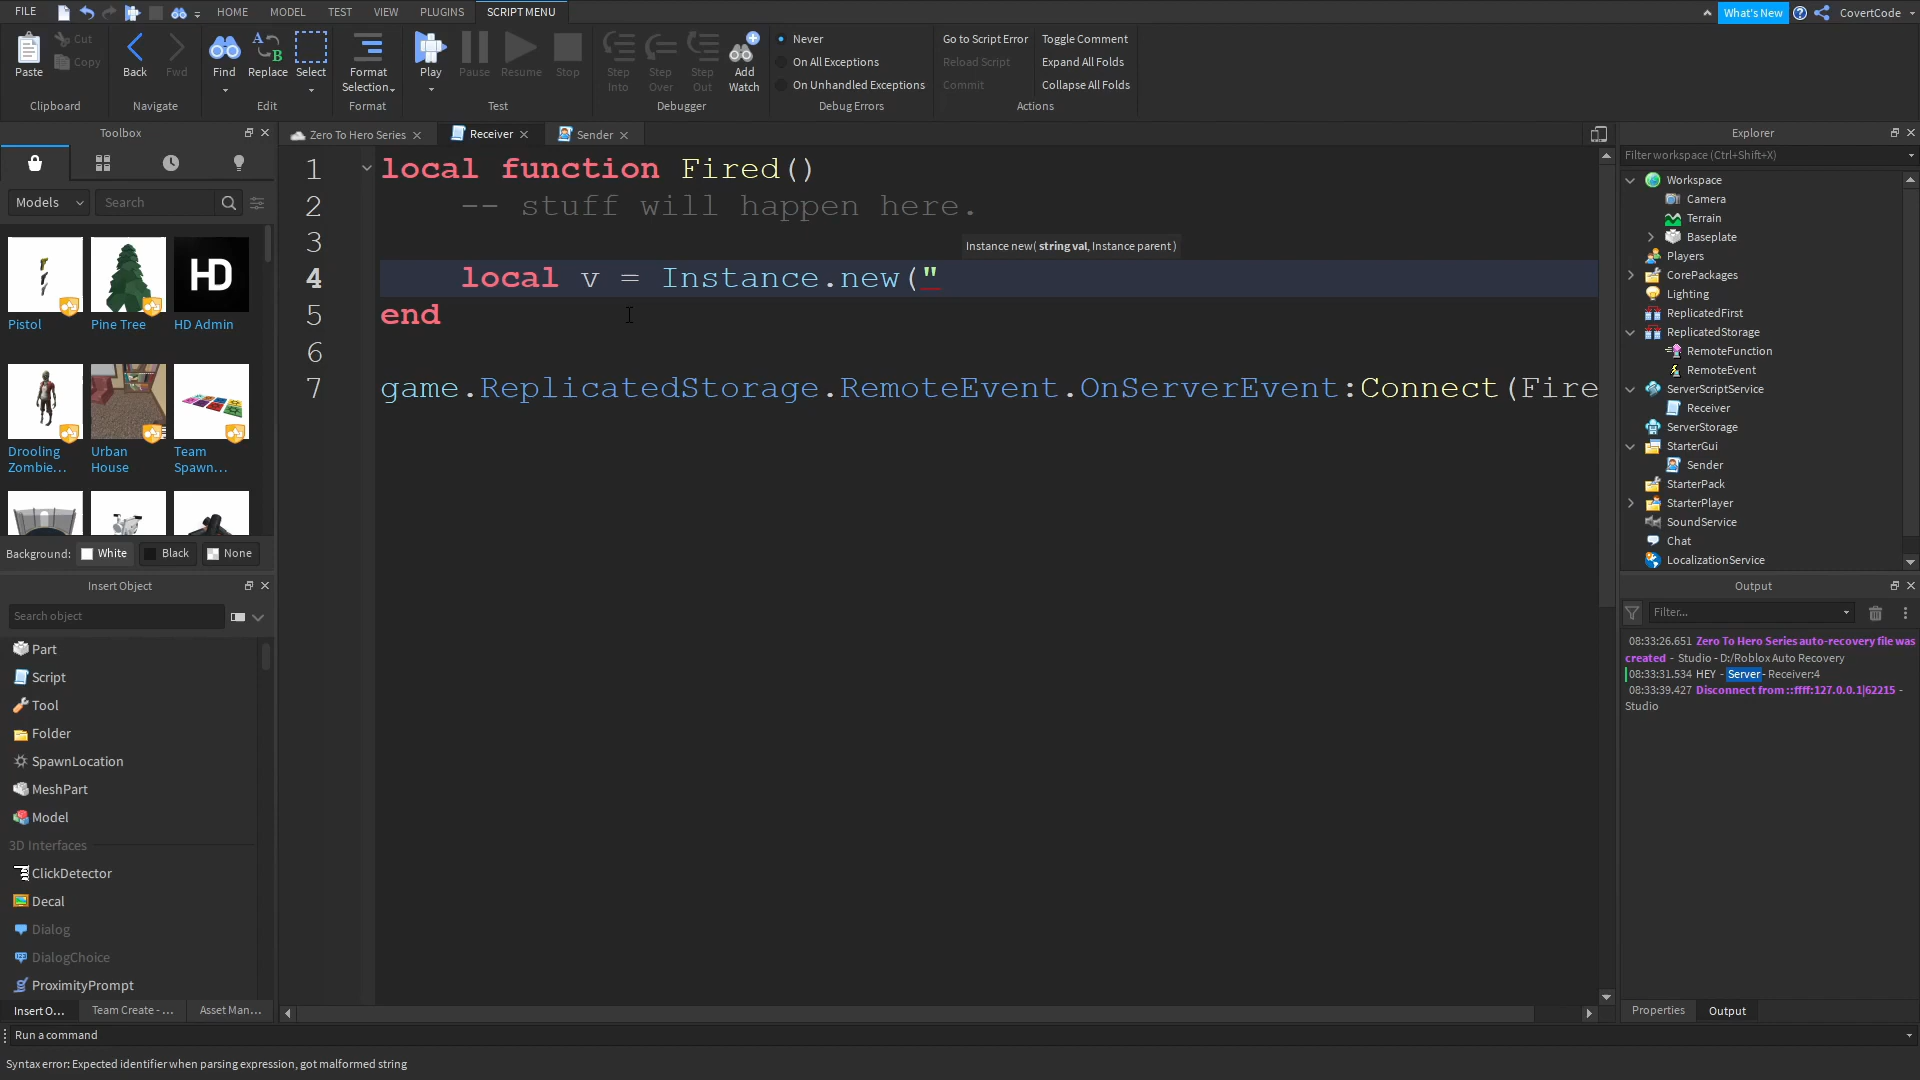 FILE HOME MODEL TEST VIEW PLUGINS SCRIPT MENU What's New CovertCode
Paste Cut Copy Back Fwd Find Replace Select Format Selection Play Pause Resume Stop Step Into Step Over Step Out Add Watch
Never
On All Exceptions
On Unhandled Exceptions
Go to Script Error
Reload Script
Commit
Toggle Comment
Expand All Folds
Collapse All Folds
Clipboard Navigate Edit Format Test Debugger Debug Errors Actions
Toolbox
Models Search
Pistol Pine Tree HD Admin
HD
Drooling Zombie... Urban House Team Spawn...
Background: White Black None
Insert Object
Search object
Part
Script
Tool
Folder
SpawnLocation
MeshPart
Model
3D Interfaces
ClickDetector
Decal
Dialog
DialogChoice
ProximityPrompt
Insert O... Team Create - ... Asset Man...
Zero To Hero Series Receiver Sender
1 local function Fired()
2 -- stuff will happen here.
3
Instance new( string val, Instance parent )
4 local v = Instance.new("
5 end
6
7 game.ReplicatedStorage.RemoteEvent.OnServerEvent:Connect(Fire
Explorer
Filter workspace (Ctrl+Shift+X)
Workspace
Camera
Terrain
Baseplate
Players
CorePackages
Lighting
ReplicatedFirst
ReplicatedStorage
RemoteFunction
RemoteEvent
ServerScriptService
Receiver
ServerStorage
StarterGui
Sender
StarterPack
StarterPlayer
SoundService
Chat
LocalizationService
Output
Filter...
08:33:26.651 Zero To Hero Series auto-recovery file was
created - Studio - D:/Roblox Auto Recovery
08:33:31.534 HEY - Server - Receiver:4
08:33:39.427 Disconnect from ::ffff:127.0.0.1|62215 -
Studio
Properties Output
Run a command
Syntax error: Expected identifier when parsing expression, got malformed string